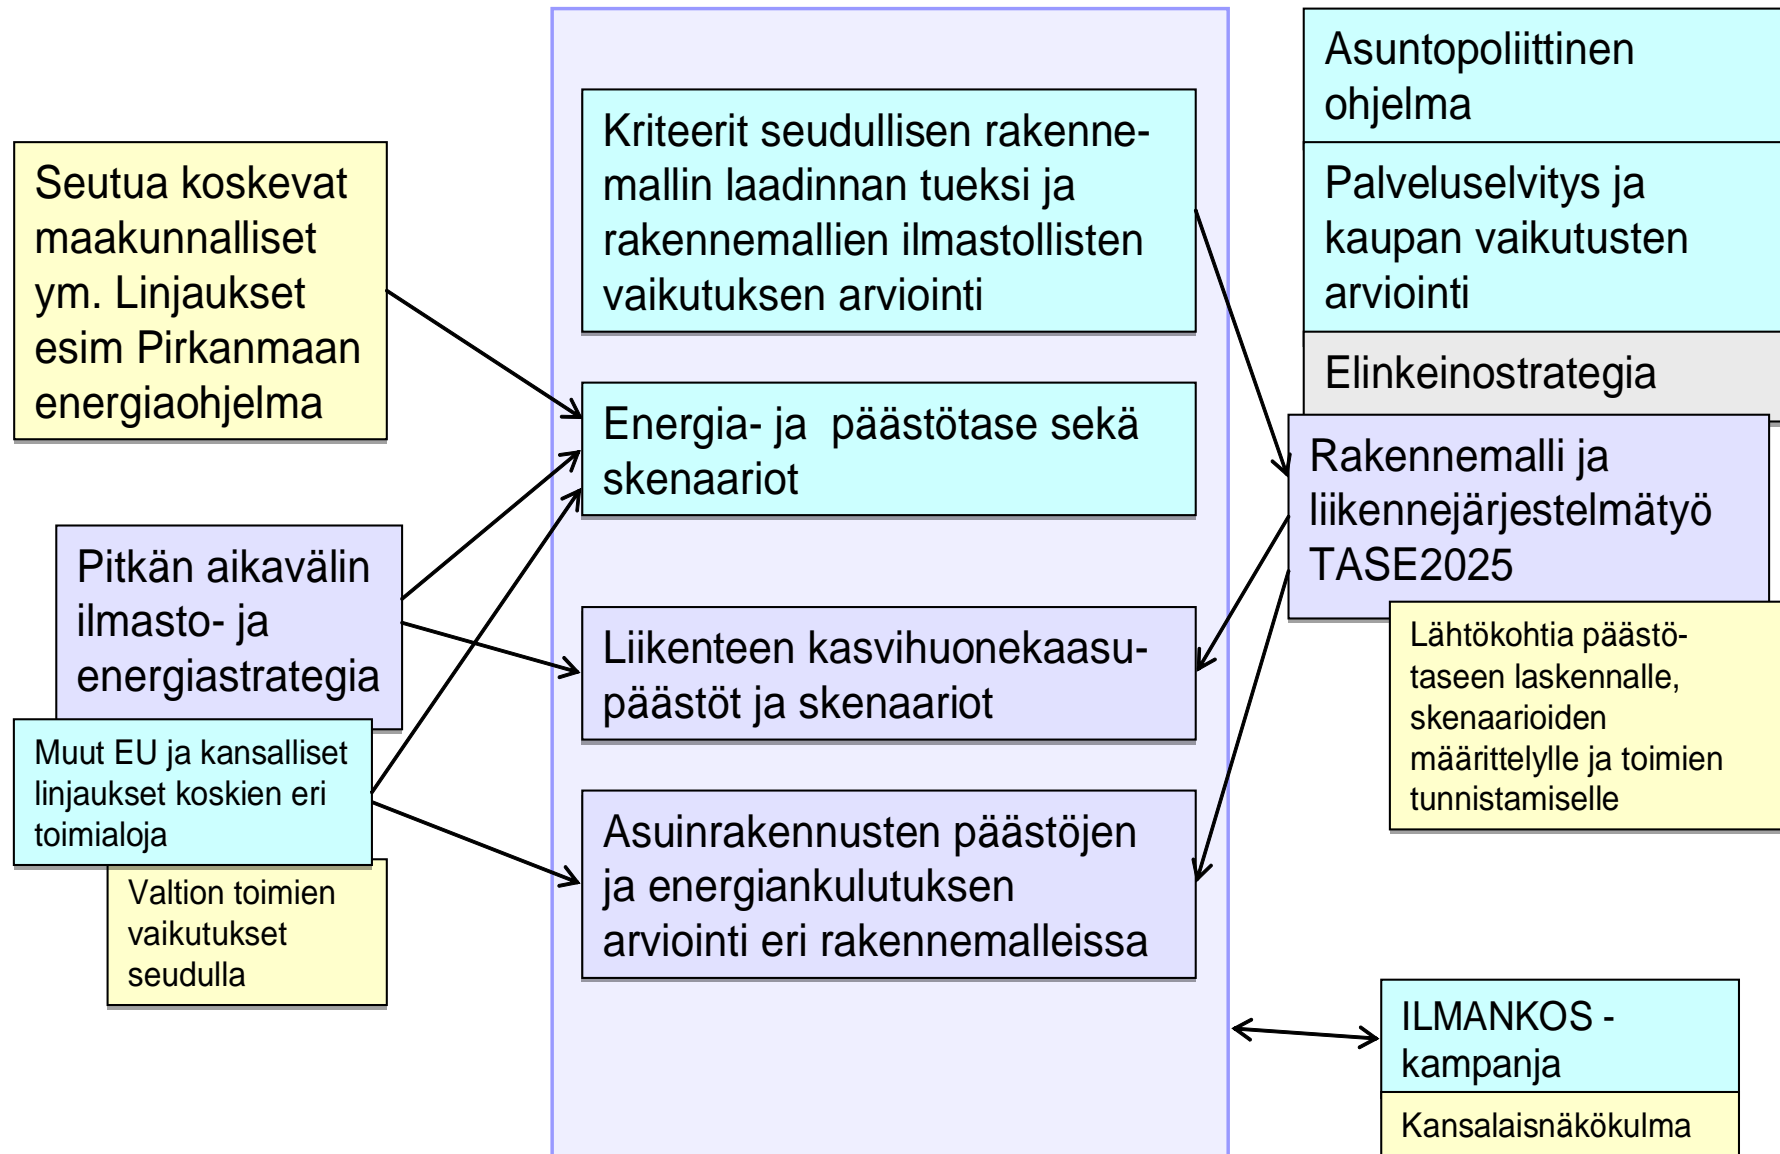 Seutua koskevat
maakunnalliset
ym. Linjaukset
esim Pirkanmaan
energiaohjelma
Pitkän aikavälin
ilmasto- ja
energiastrategia
Muut EU ja kansalliset
linjaukset koskien eri
toimialoja
Valtion toimien
vaikutukset
seudulla
Kriteerit seudullisen rakenne-
mallin laadinnan tueksi ja
rakennemallien ilmastollisten
vaikutuksen arviointi
Energia- ja päästötase sekä
skenaariot
Liikenteen kasvihuonekaasu-
päästöt ja skenaariot
Asuinrakennusten päästöjen
ja energiankulutuksen
arviointi eri rakennemalleissa
Asuntopoliittinen
ohjelma
Palveluselvitys ja
kaupan vaikutusten
arviointi
Elinkeinostrategia
Rakennemalli ja
liikennejärjestelmätyö
TASE2025
Lähtökohtia päästö-
taseen laskennalle,
skenaarioiden
määrittelylle ja toimien
tunnistamiselle
ILMANKOS -
kampanja
Kansalaisnäkökulma